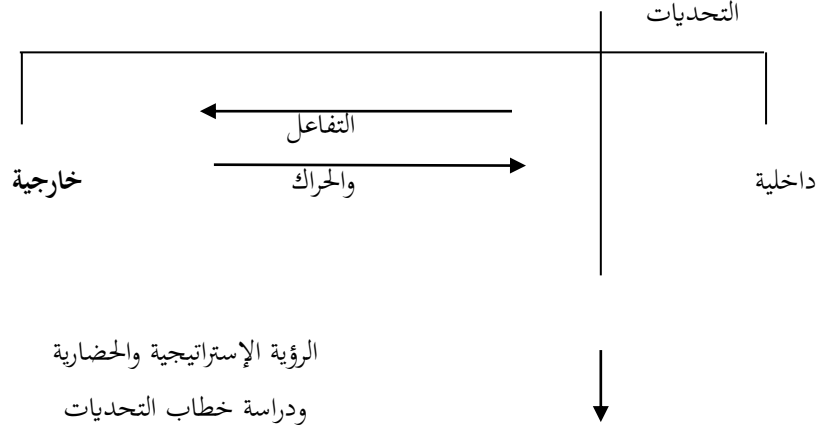 التحديات
التفاعل
داخلية
والحراك
خارجية
الرؤية الإستراتيجية والحضارية
ودراسة خطاب التحديات